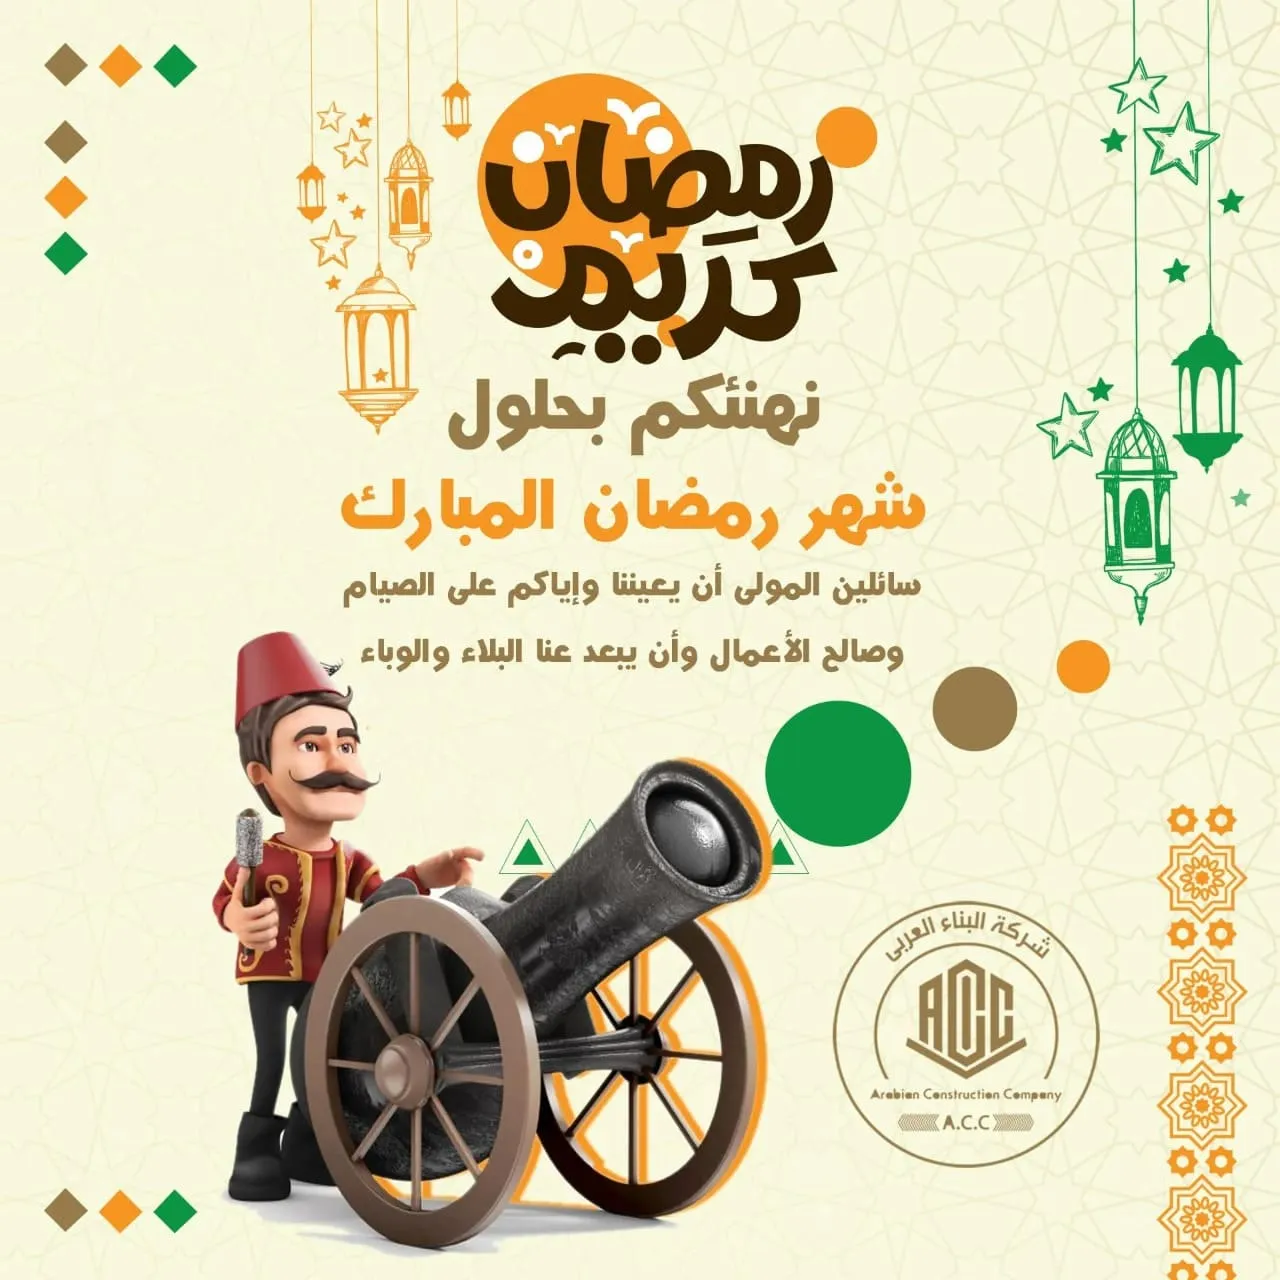 رمضان
كريم
نهنئكم بحلول
شهر رمضان المبارك
سائلين المولى أن يعيننا وإياكم على الصيام
وصالح الأعمال وأن يبعد عنا البلاء والوباء
شركة البناء العربى
ACC
Arabian Construction Company
A.C.C